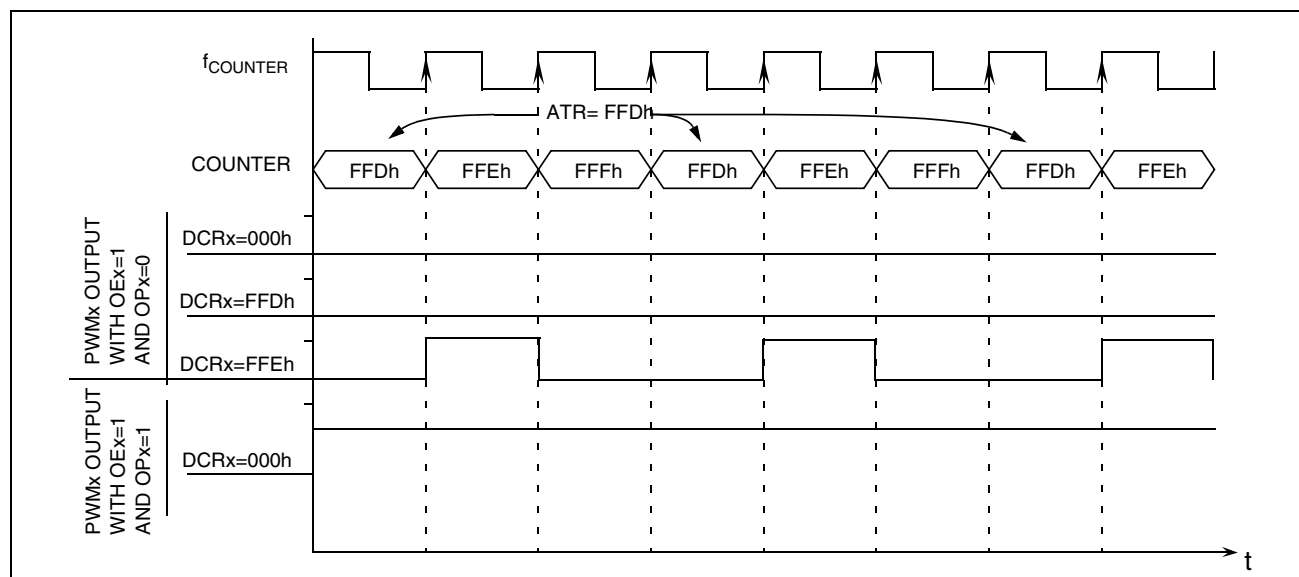 fCOUNTER
ATR= FFDh
COUNTER
FFDh FFEh FFFh FFDh FFEh FFFh FFDh FFEh
PWMx OUTPUT
WITH OEx=1
AND OPx=0
DCRx=000h
DCRx=FFDh
DCRx=FFEh
PWMx OUTPUT
WITH OEx=1
AND OPx=1
DCRx=000h
t